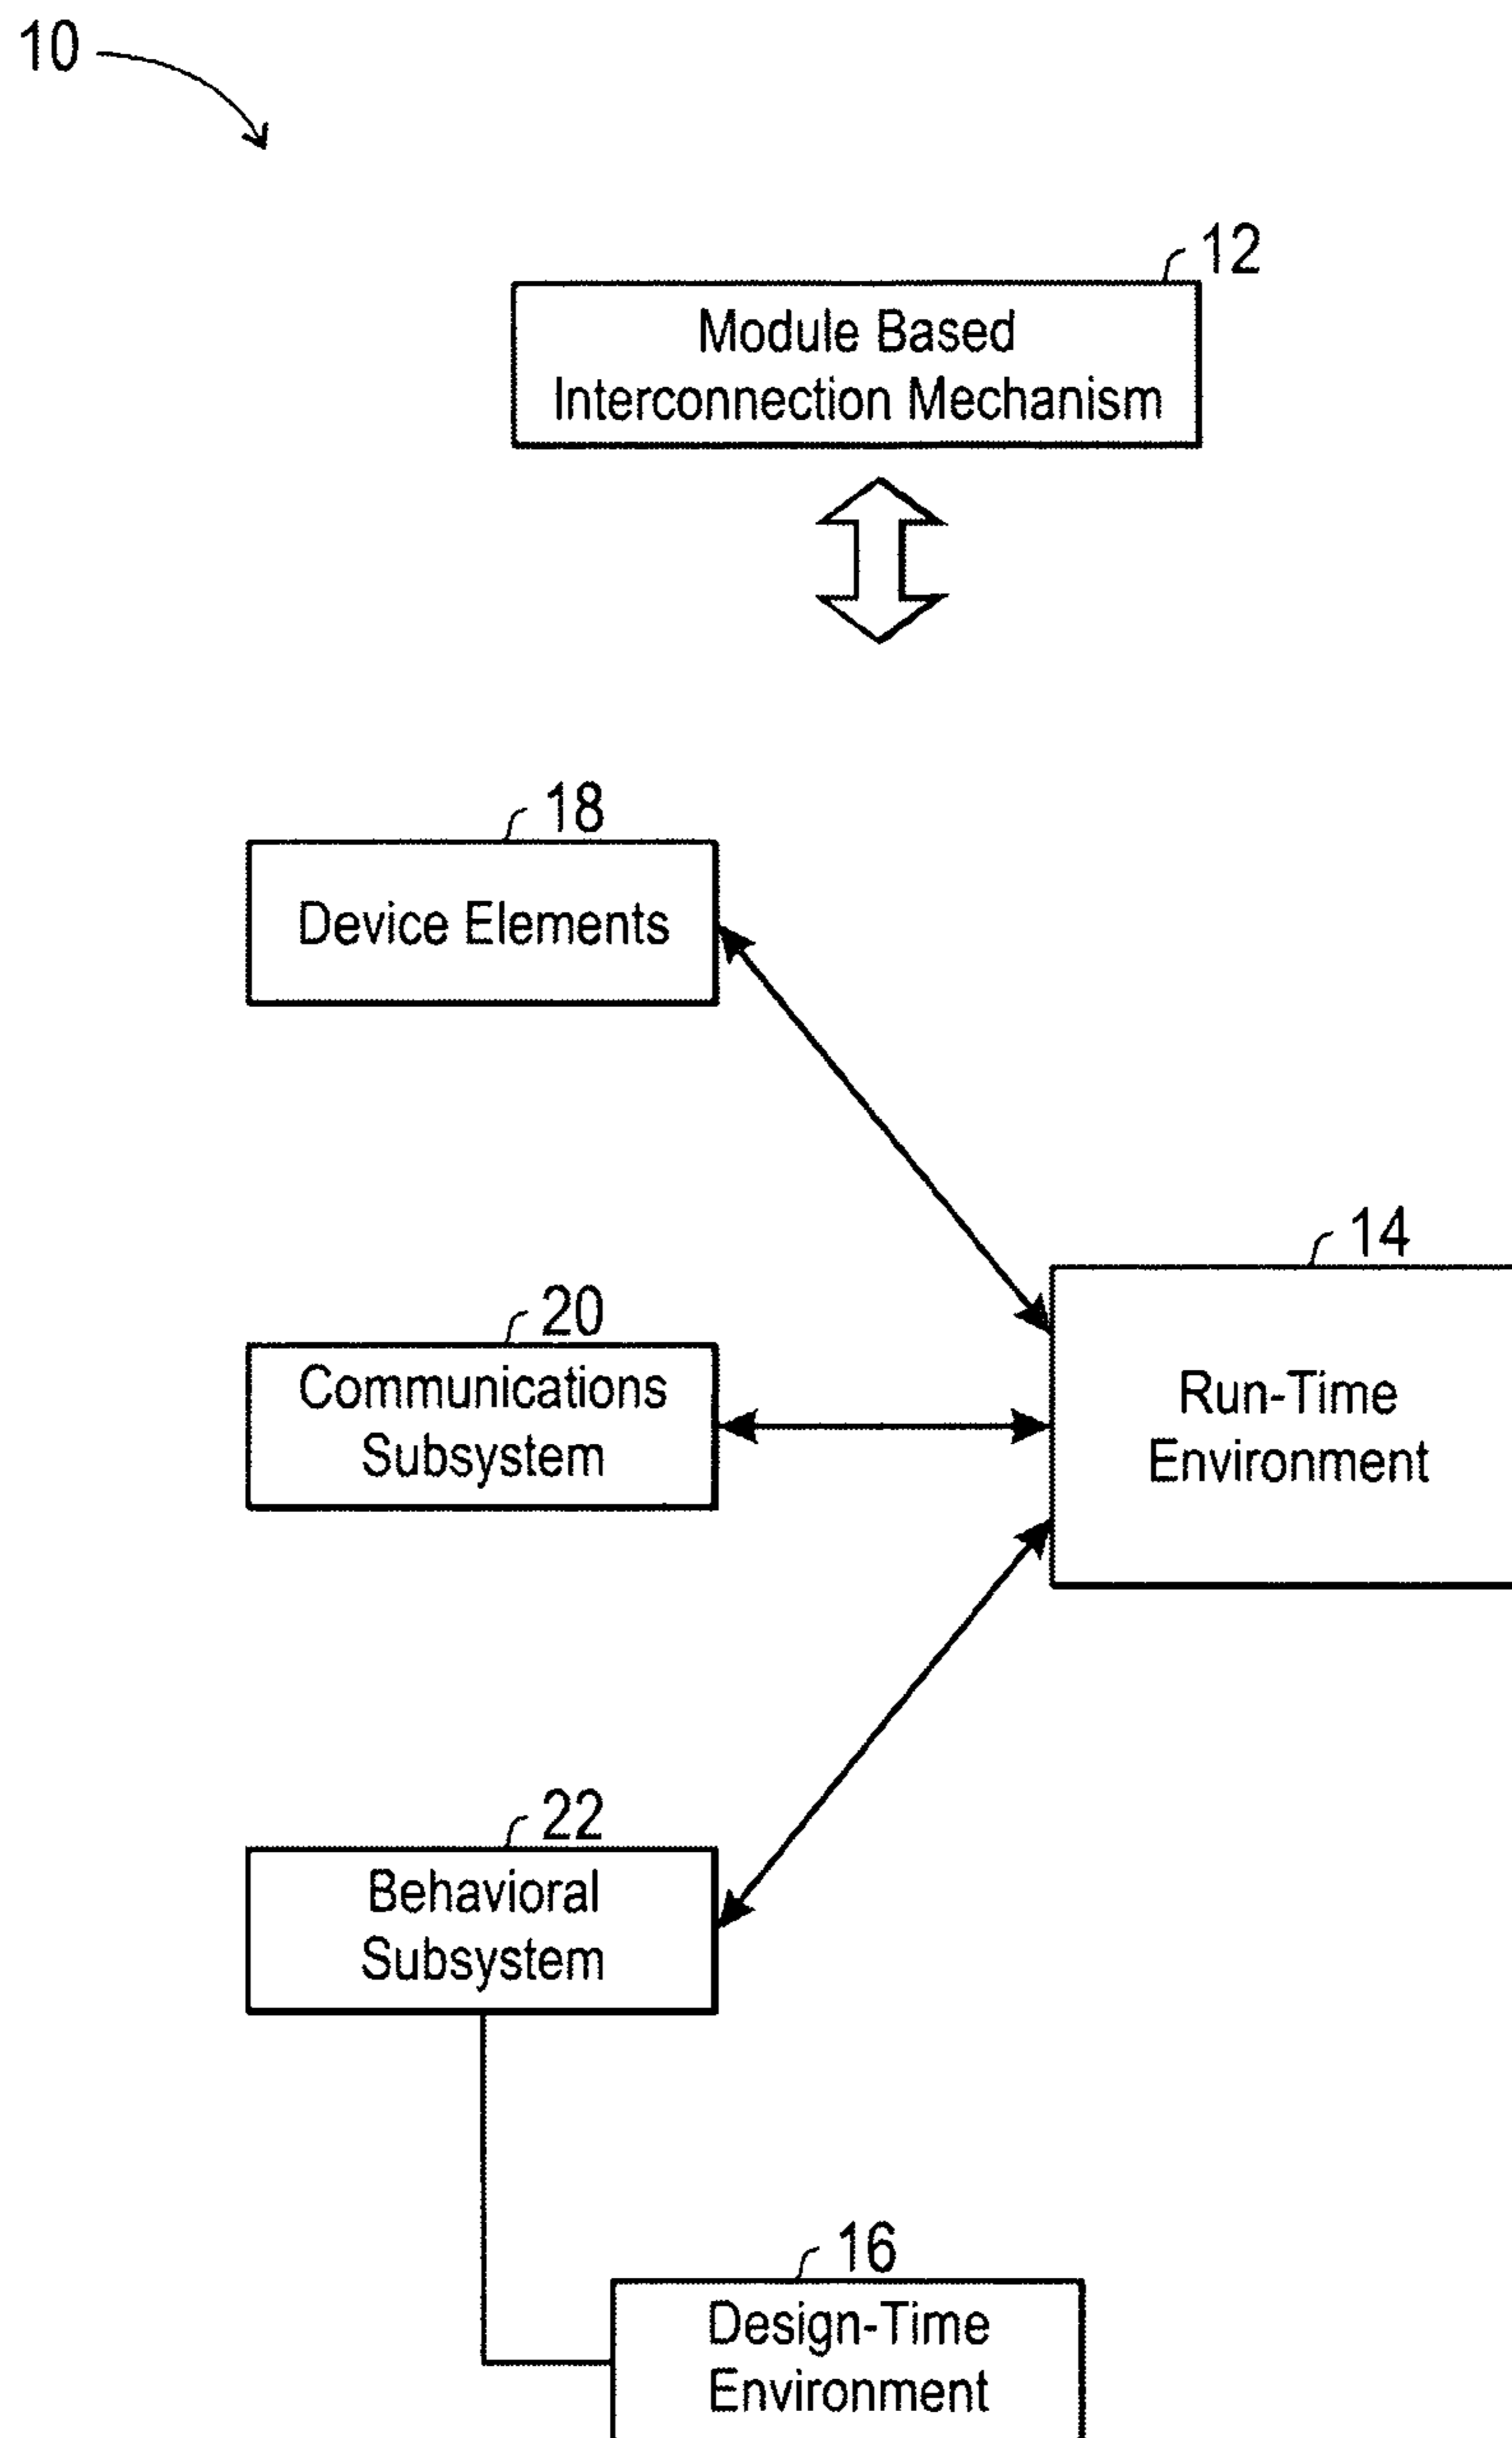 10
12
Module Based
Interconnection Mechanism
18
Device Elements
14
Run-Time
Environment
20
Communications
Subsystem
22
Behavioral
Subsystem
16
Design-Time
Environment